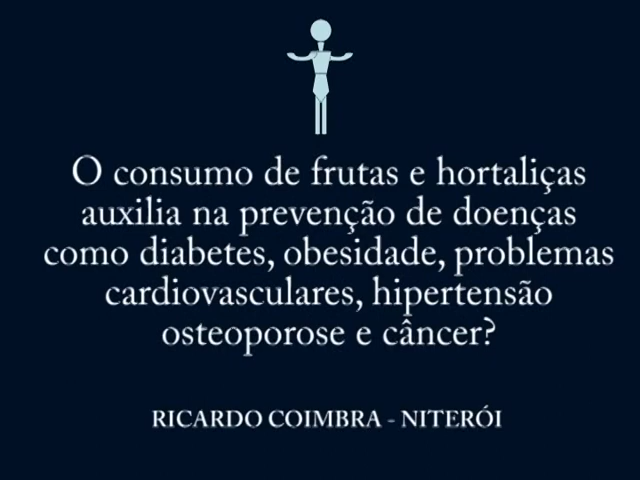 O consumo de frutas e hortaliças
auxilia na prevenção de doenças
como diabetes, obesidade, problemas
cardiovasculares, hipertensão
osteoporose e câncer?
RICARDO COIMBRA - NITERÓI